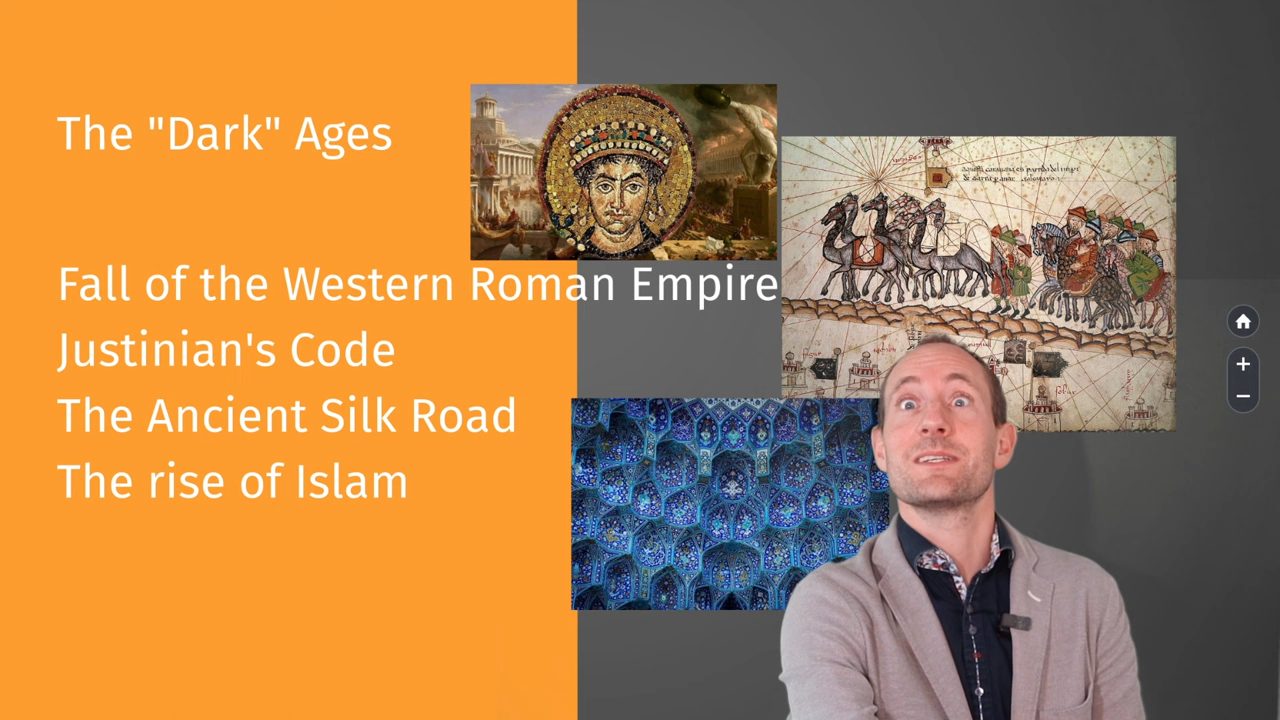 The "Dark" Ages
Fall of the Western Roman Empire
Justinian's Code
The Ancient Silk Road
The rise of Islam